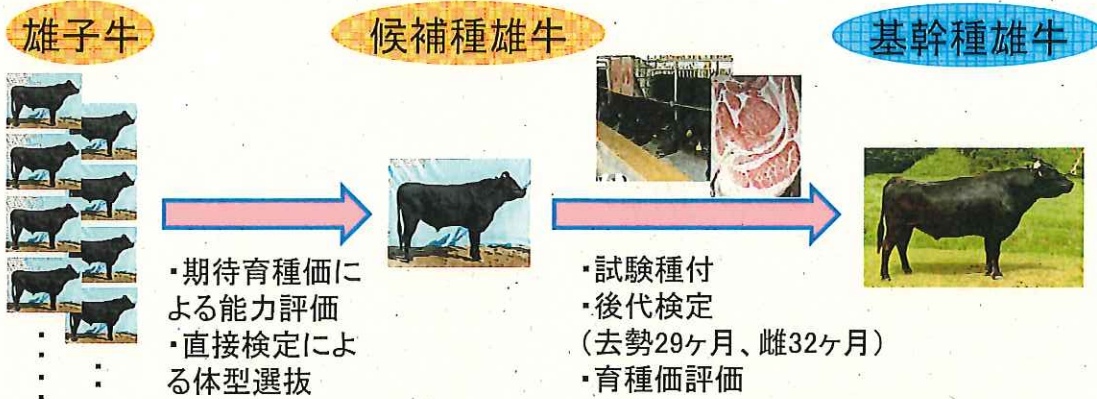 雄子牛
候補種雄牛
基幹種雄牛
・期待育種価に
よる能力評価
・直接検定によ
る体型選抜
・試験種付
・後代検定
(去勢29ヶ月、雌32ヶ月)
・育種価評価